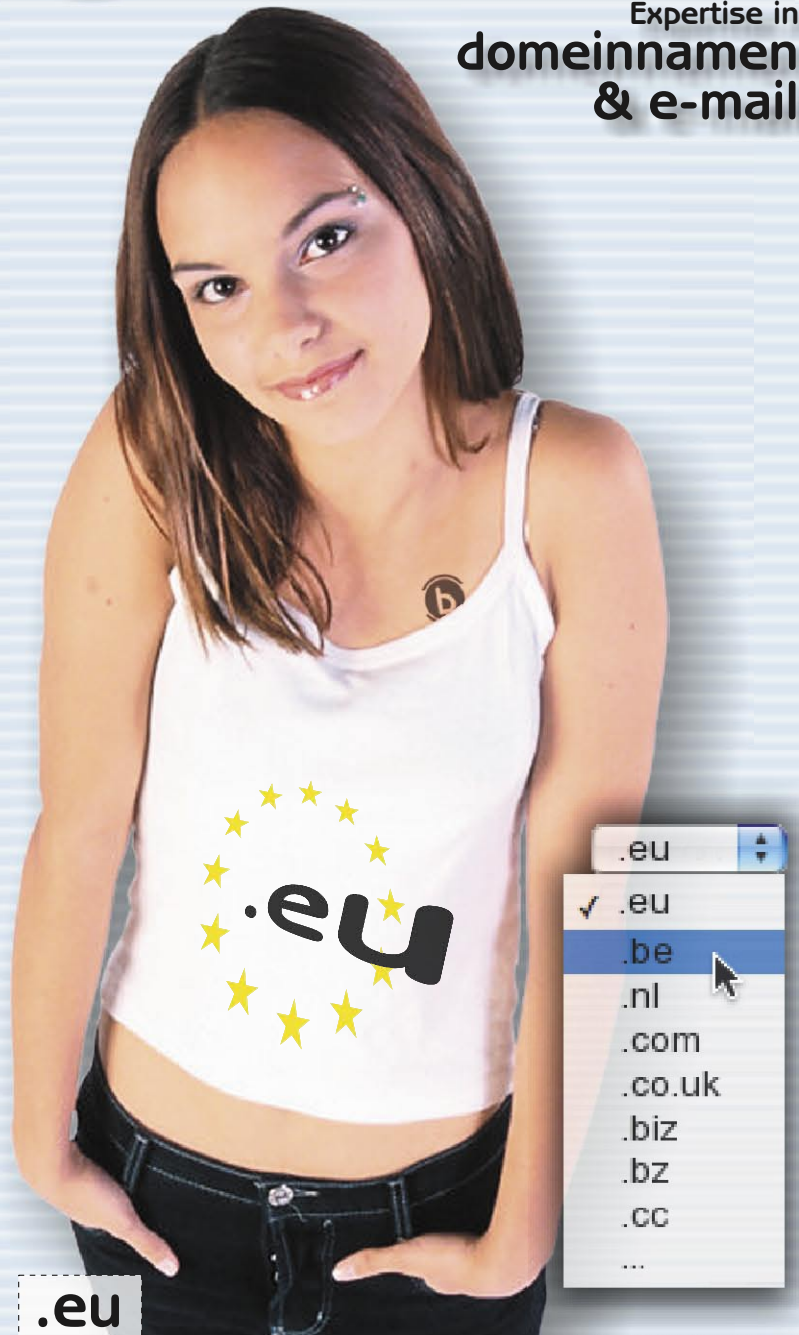 Expertise in
domeinnamen
& e-mail
b
.eu
.eu
.eu
.be
.nl
.com
.co.uk
.biz
.bz
.cc
...
.eu